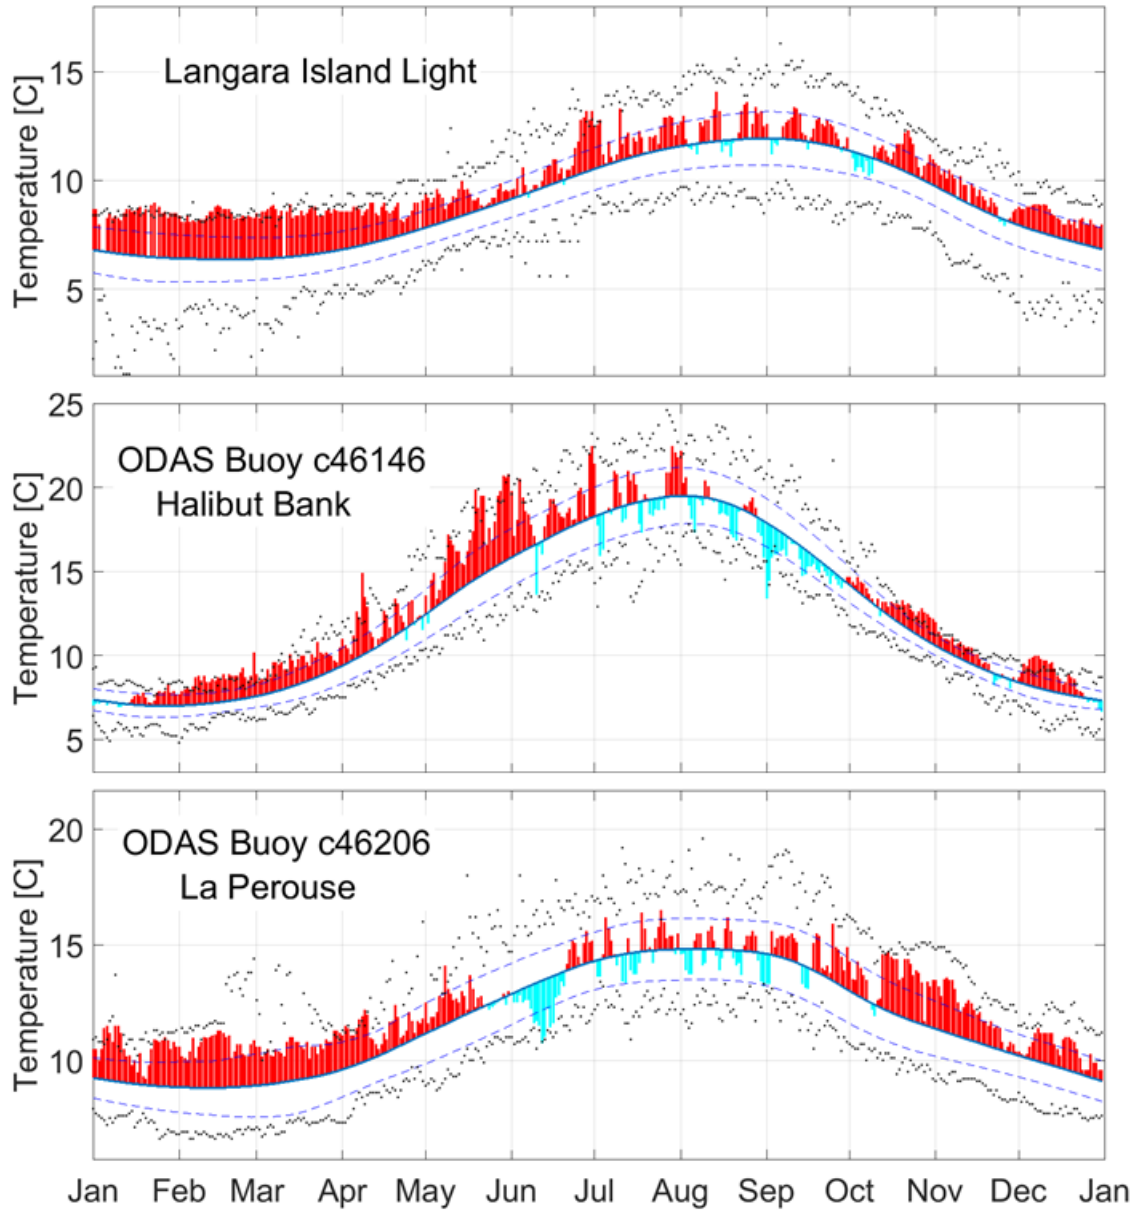 Langara Island Light
Temperature [C]
15
10
5
ODAS Buoy c46146
Halibut Bank
Temperature [C]
25
20
15
10
5
ODAS Buoy c46206
La Perouse
Temperature [C]
20
15
10
Jan Feb Mar Apr May Jun Jul Aug Sep Oct Nov Dec Jan